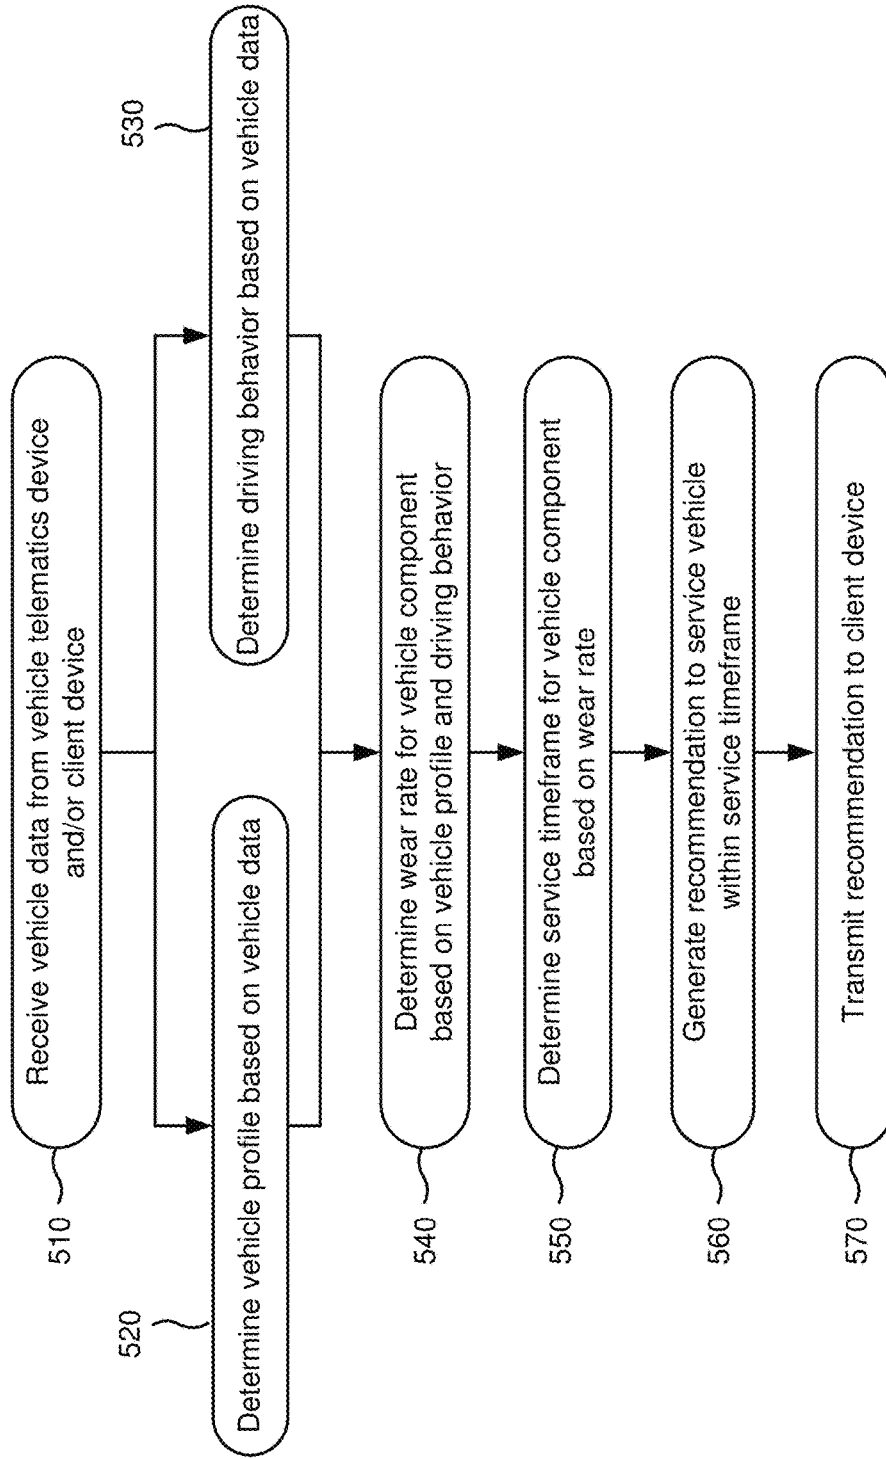 510
Receive vehicle data from vehicle telematics device
and/or client device
520
Determine vehicle profile based on vehicle data
530
Determine driving behavior based on vehicle data
540
Determine wear rate for vehicle component
based on vehicle profile and driving behavior
550
Determine service timeframe for vehicle component
based on wear rate
560
Generate recommendation to service vehicle
within service timeframe
570
Transmit recommendation to client device